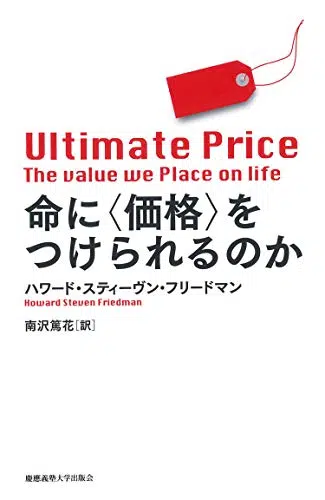 Ultimate Price
The value we Place on life
命に〈価格〉を
つけられるのか
ハワード・スティーヴン・フリードマン
Howard Steven Friedman
南沢篤花[訳]
慶應義塾大学出版会